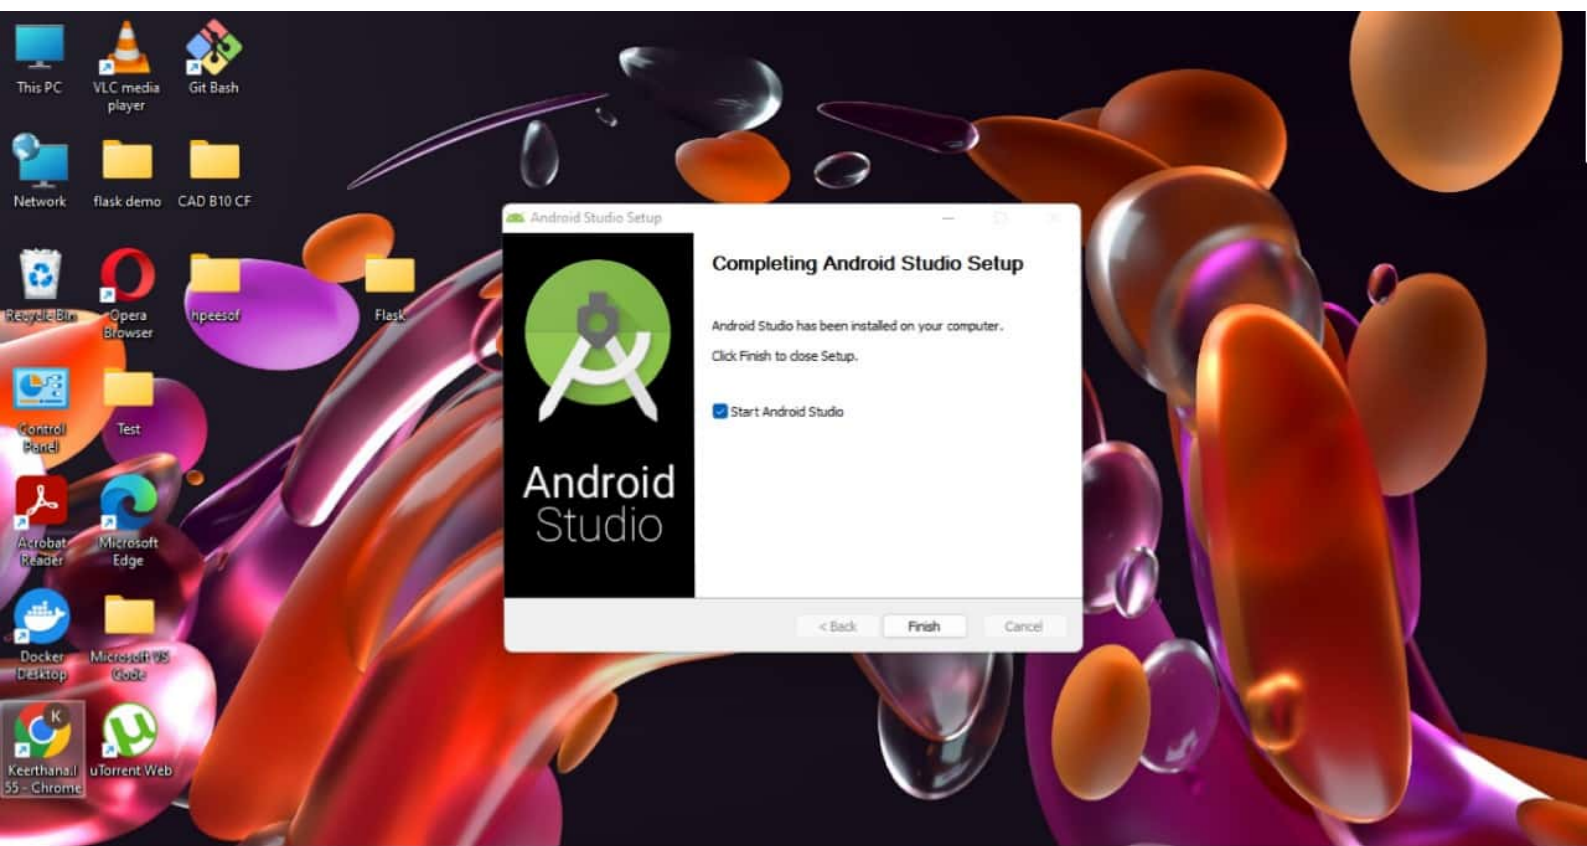 This PC
VLC media
player
Git Bash
Network
flask demo
CAD B10 CF
Recycle Bin
Opera
Browser
hpeesof
Flask
Control
Panel
Test
Acrobat
Reader
Microsoft
Edge
Docker
Desktop
Microsoft VS
Code
K
Keerthana.l
55 - Chrome
uTorrent Web
Android Studio Setup
Android
Studio
Completing Android Studio Setup
Android Studio has been installed on your computer.
Click Finish to close Setup.
Start Android Studio
< Back
Finish
Cancel